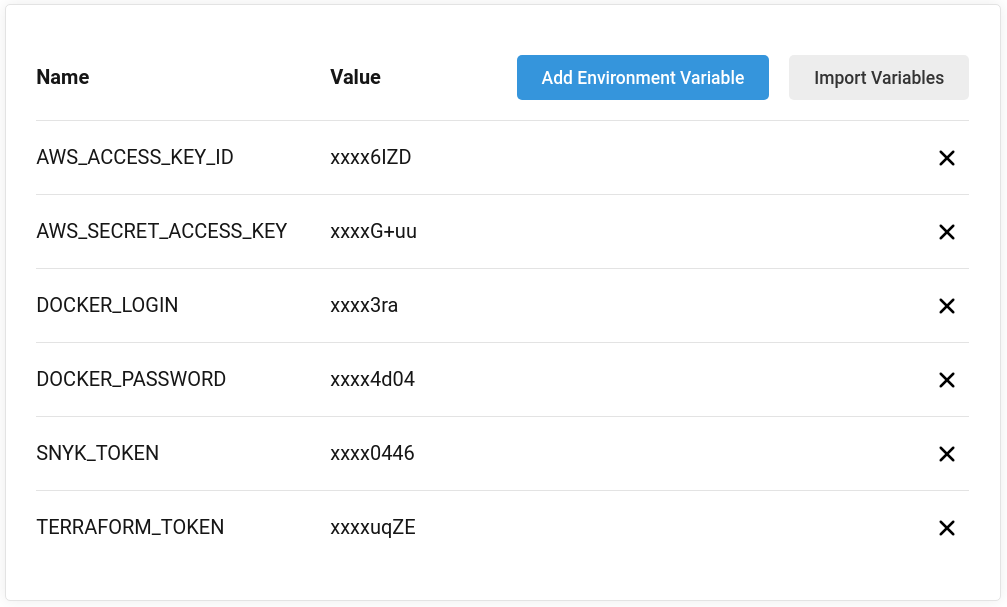 Name Value Add Environment Variable Import Variables
AWS_ACCESS_KEY_ID xxxx6IZD
AWS_SECRET_ACCESS_KEY xxxxG+uu
DOCKER_LOGIN xxxx3ra
DOCKER_PASSWORD xxxx4d04
SNYK_TOKEN xxxx0446
TERRAFORM_TOKEN xxxxuqZE